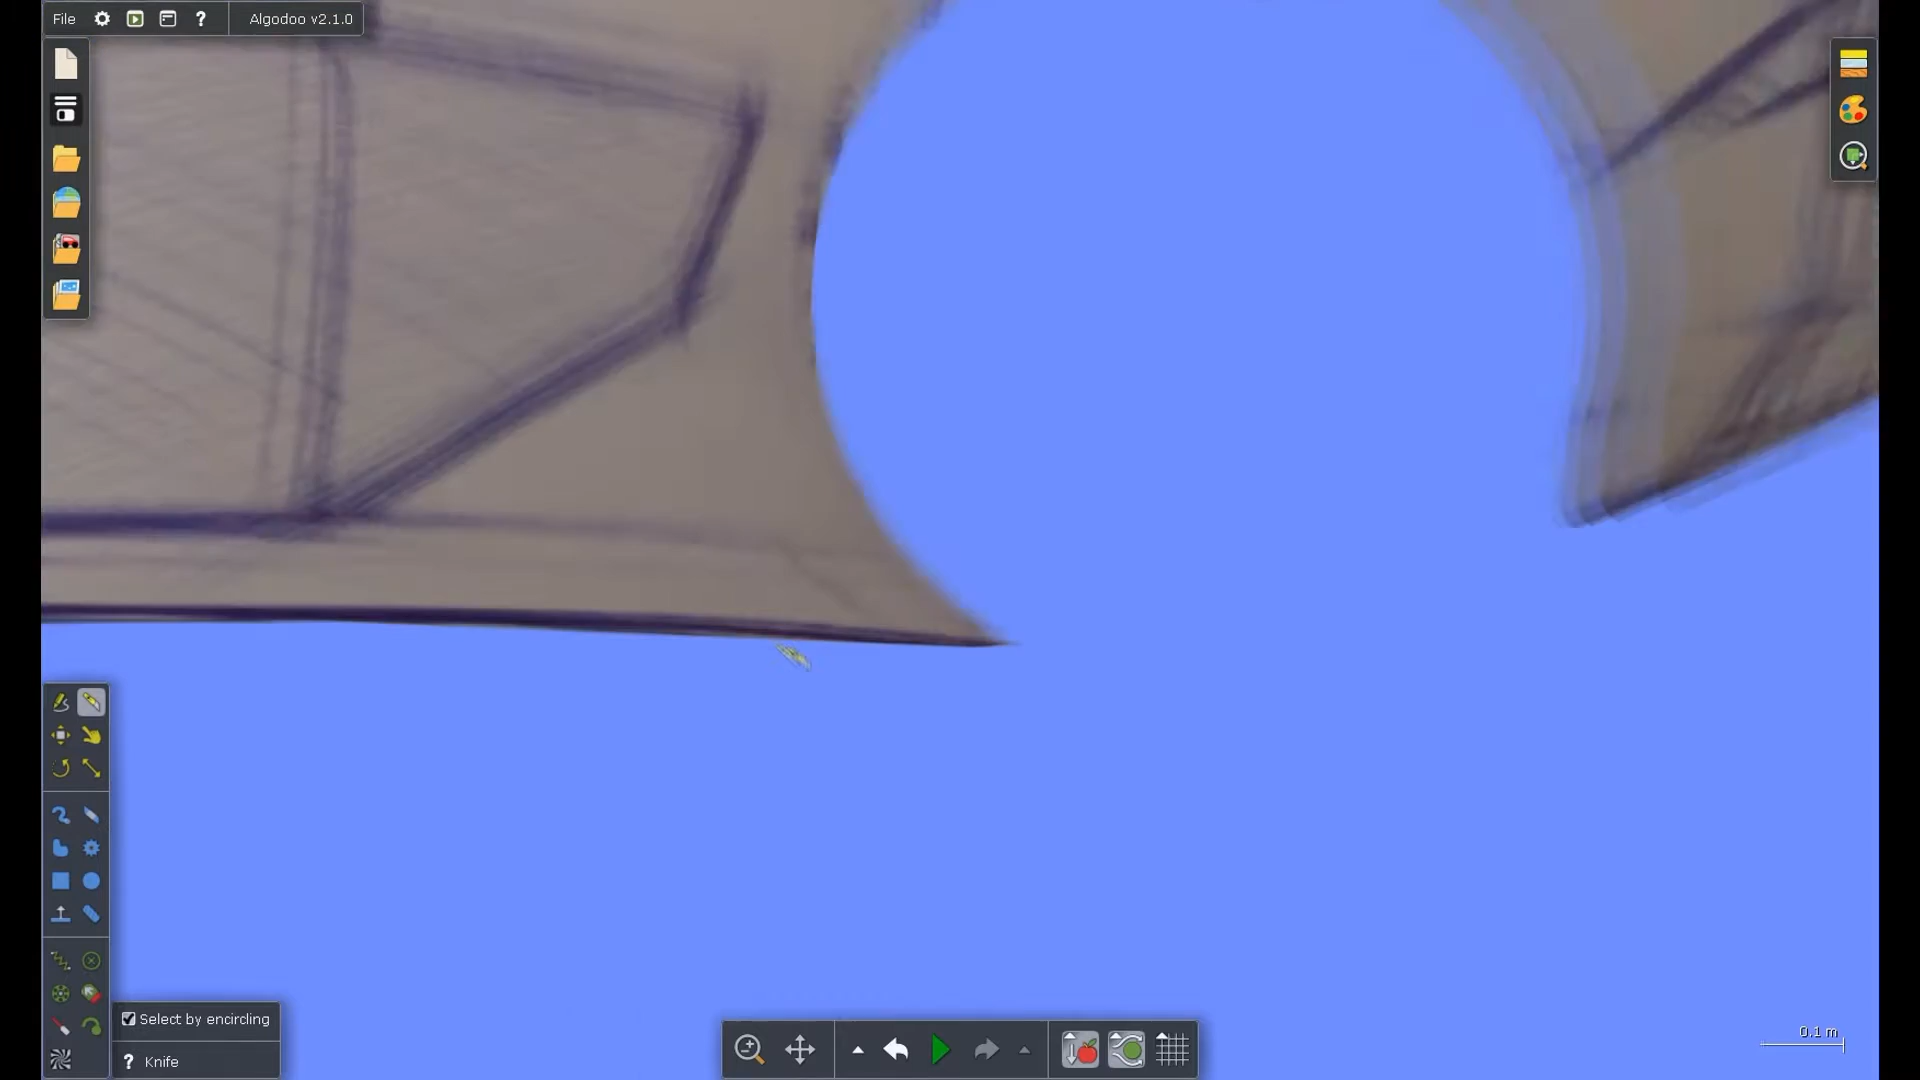 File ? Algodoo v2.1.0
Select by encircling
? Knife
0.1 m